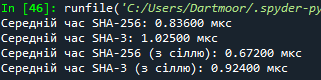 In [46]: runfile('C:/Users/Dartmoor/.spyder-py
Середній час SHA-256: 0.83600 мкс
Середній час SHA-3: 1.02500 мкс
Середній час SHA-256 (з сіллю): 0.67200 мкс
Середній час SHA-3 (з сіллю): 0.92400 мкс